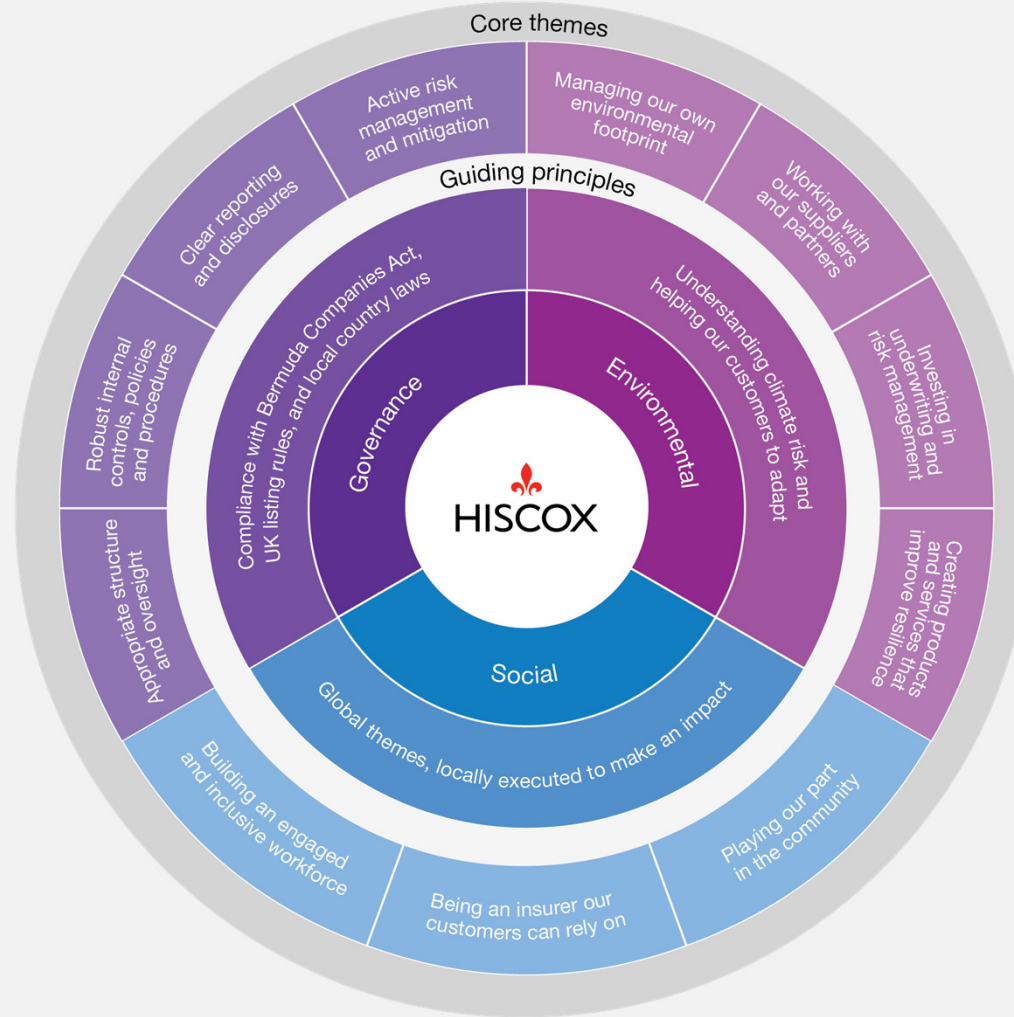 Core themes
Active risk
management
and mitigation
Managing our own
environmental
footprint
Working with
our suppliers
and partners
Investing in
underwriting and
risk management
Creating products
and services that
improve resilience
Playing our part
in the community
Being an insurer our
customers can rely on
Building an engaged
and inclusive workforce
Appropriate structure
and oversight
Robust internal
controls, policies
and procedures
Clear reporting
and disclosures
Guiding principles
Compliance with Bermuda Companies Act,
UK listing rules, and local country laws
Understanding climate risk and
helping our customers to adapt
Global themes, locally executed to make an impact
Governance
Environmental
Social
HISCOX